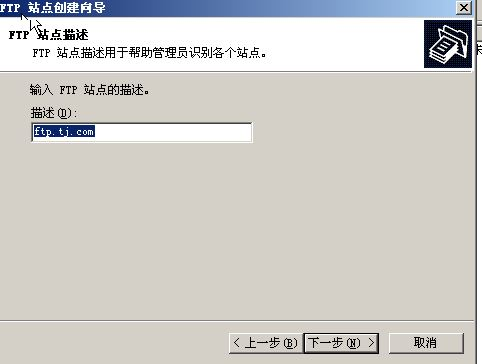 FTP 站点创建向导
FTP 站点描述
FTP 站点描述用于帮助管理员识别各个站点。
输入 FTP 站点的描述。
描述(D):
ftp.tj.com
< 上一步(B) 下一步(N) > 取消